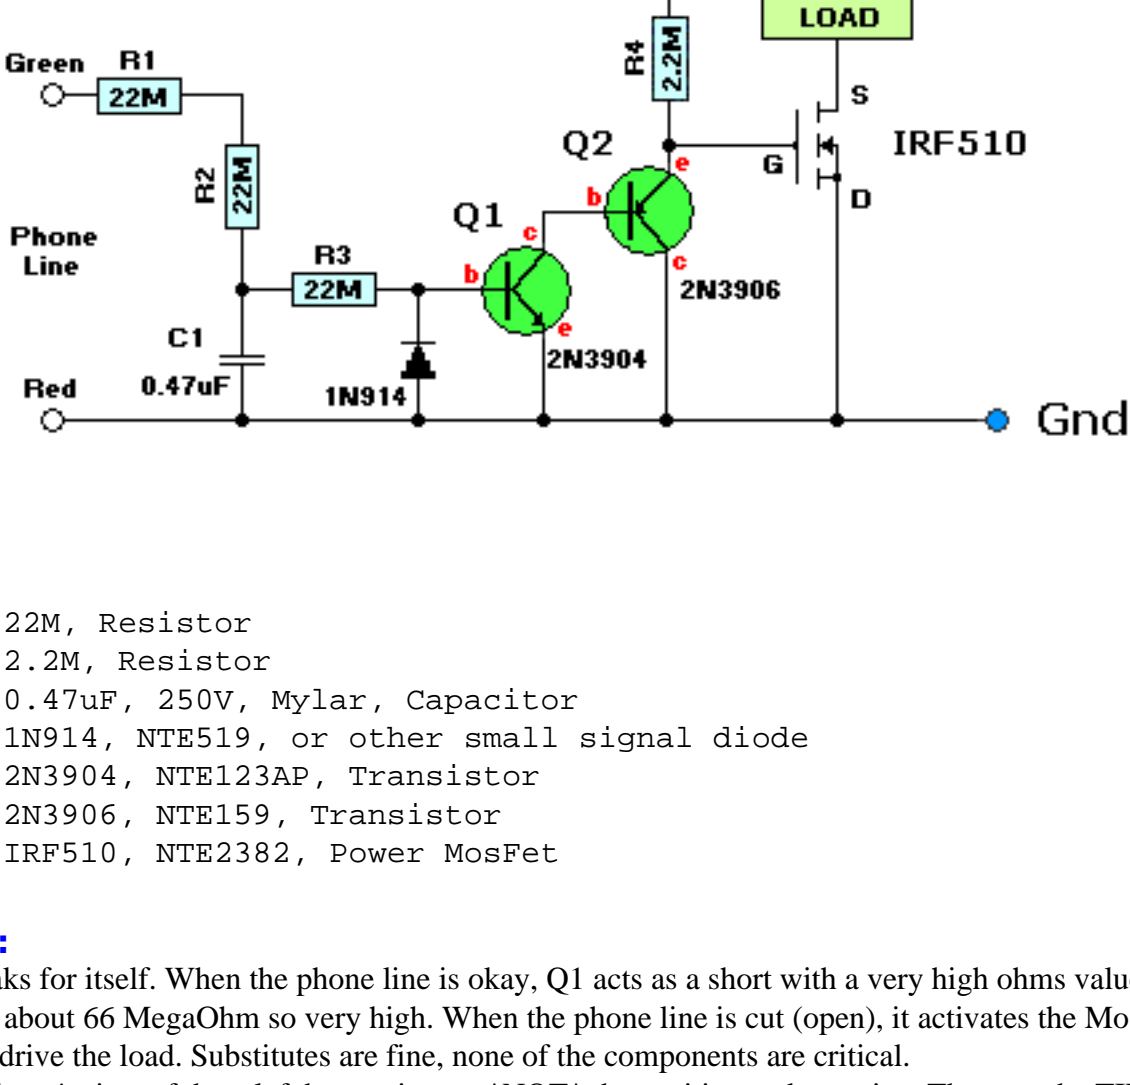 LOAD
R4
2.2M
Green
R1
22M
S
IRF510
Q2
e
G
R2
22M
b
D
Q1
c
Phone
Line
R3
b
c
22M
2N3906
e
C1
2N3904
Red
0.47uF
1N914
Gnd
22M, Resistor
2.2M, Resistor
0.47uF, 250V, Mylar, Capacitor
1N914, NTE519, or other small signal diode
2N3904, NTE123AP, Transistor
2N3906, NTE159, Transistor
IRF510, NTE2382, Power MosFet
:
ks for itself. When the phone line is okay, Q1 acts as a short with a very high ohms value
about 66 MegaOhm so very high. When the phone line is cut (open), it activates the Mo
drive the load. Substitutes are fine, none of the components are critical.